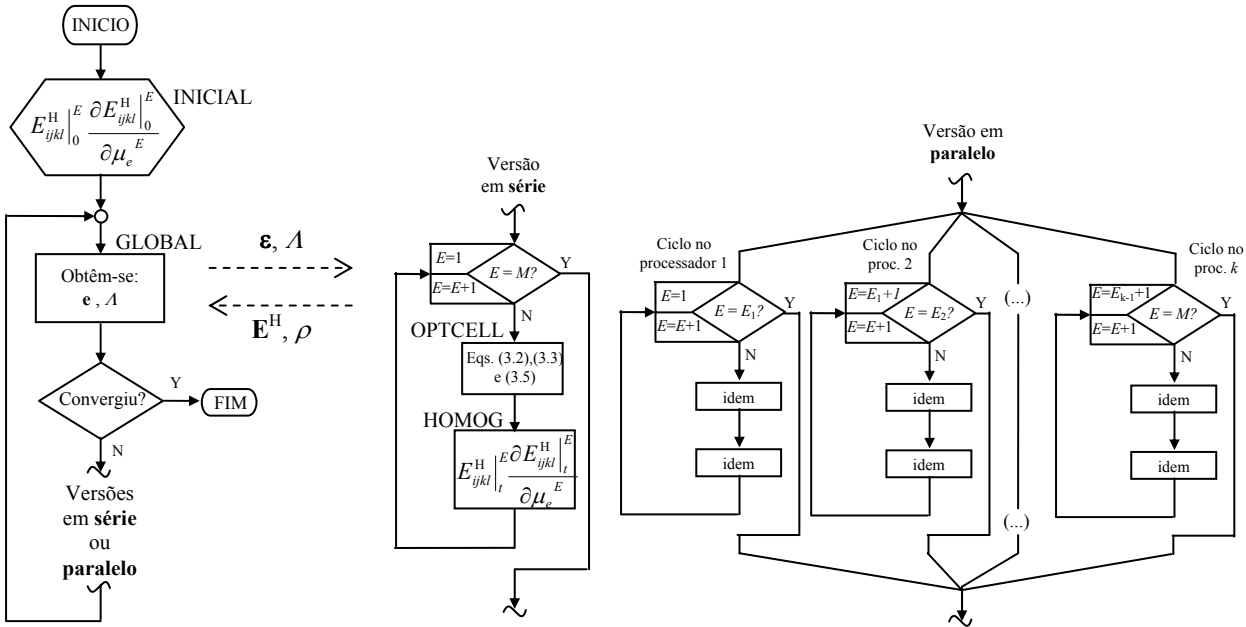 INICIO
INICIAL
E^H_ijkl|_0^E ∂E^H_ijkl|_0^E / ∂μ_e^E
GLOBAL
Obtêm-se:
e , Λ
Convergiu?
Y
FIM
N
Versões
em série
ou
paralelo
ε, Λ
E^H, ρ
Versão
em série
E=1
E=E+1
E = M?
Y
N
OPTCELL
Eqs. (3.2),(3.3)
e (3.5)
HOMOG
E^H_ijkl|_t^E ∂E^H_ijkl|_t^E / ∂μ_e^E
Versão em
paralelo
Ciclo no
processador 1
E=1
E=E+1
E = E₁?
Y
N
idem
idem
Ciclo no
proc. 2
E=E₁+1
E=E+1
E = E₂?
Y
N
idem
idem
(...)
(...)
Ciclo no
proc. k
E=E_k-1+1
E=E+1
E = M?
Y
N
idem
idem